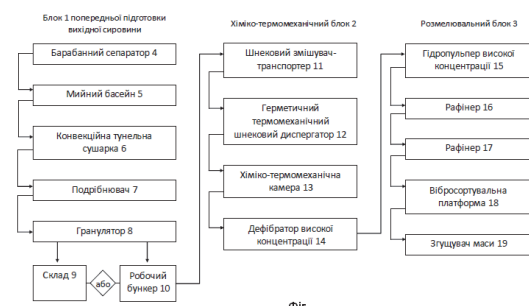 Блок 1 попередньої підготовки
вихідної сировини
Барабанний сепаратор 4
Мийний басейн 5
Конвекційна тунельна
сушарка 6
Подрібнювач 7
Гранулятор 8
Склад 9
або
Робочий
бункер 10
Хіміко-термомеханічний блок 2
Шнековий змішувач-
транспортер 11
Герметичний
термомеханічний
шнековий диспергатор 12
Хіміко-термомеханічна
камера 13
Дефібратор високої
концентрації 14
Розмелювальний блок 3
Гідропульпер високої
концентрації 15
Рафінер 16
Рафінер 17
Вібросортувальна
платформа 18
Згущувач маси 19
Фіг.